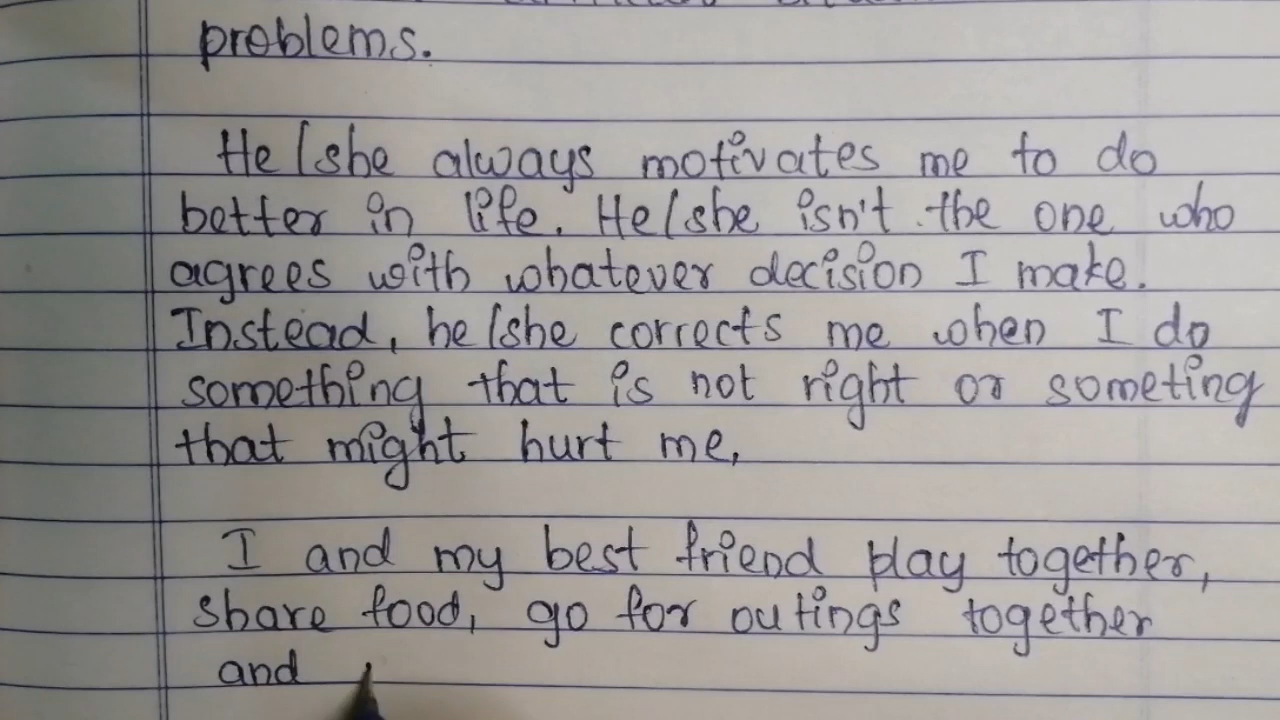 problems.
He/she always motivates me to do
better in life. He/she isn't the one who
agrees with whatever decision I make.
Instead, he/she corrects me when I do
something that is not right or someting
that might hurt me,
I and my best friend play together,
share food, go for outings together
and